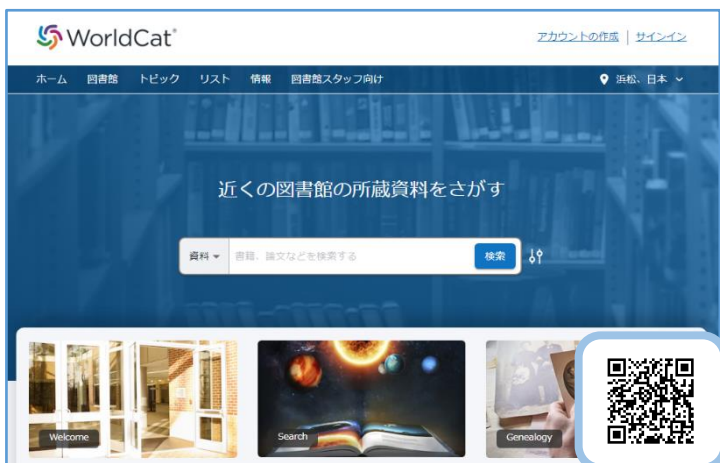 WorldCat®
アカウントの作成 | サインイン
ホーム 図書館 トピック リスト 情報 図書館スタッフ向け 浜松、日本
近くの図書館の所蔵資料をさがす
資料 書籍、論文などを検索する 検索
Welcome Search Genealogy